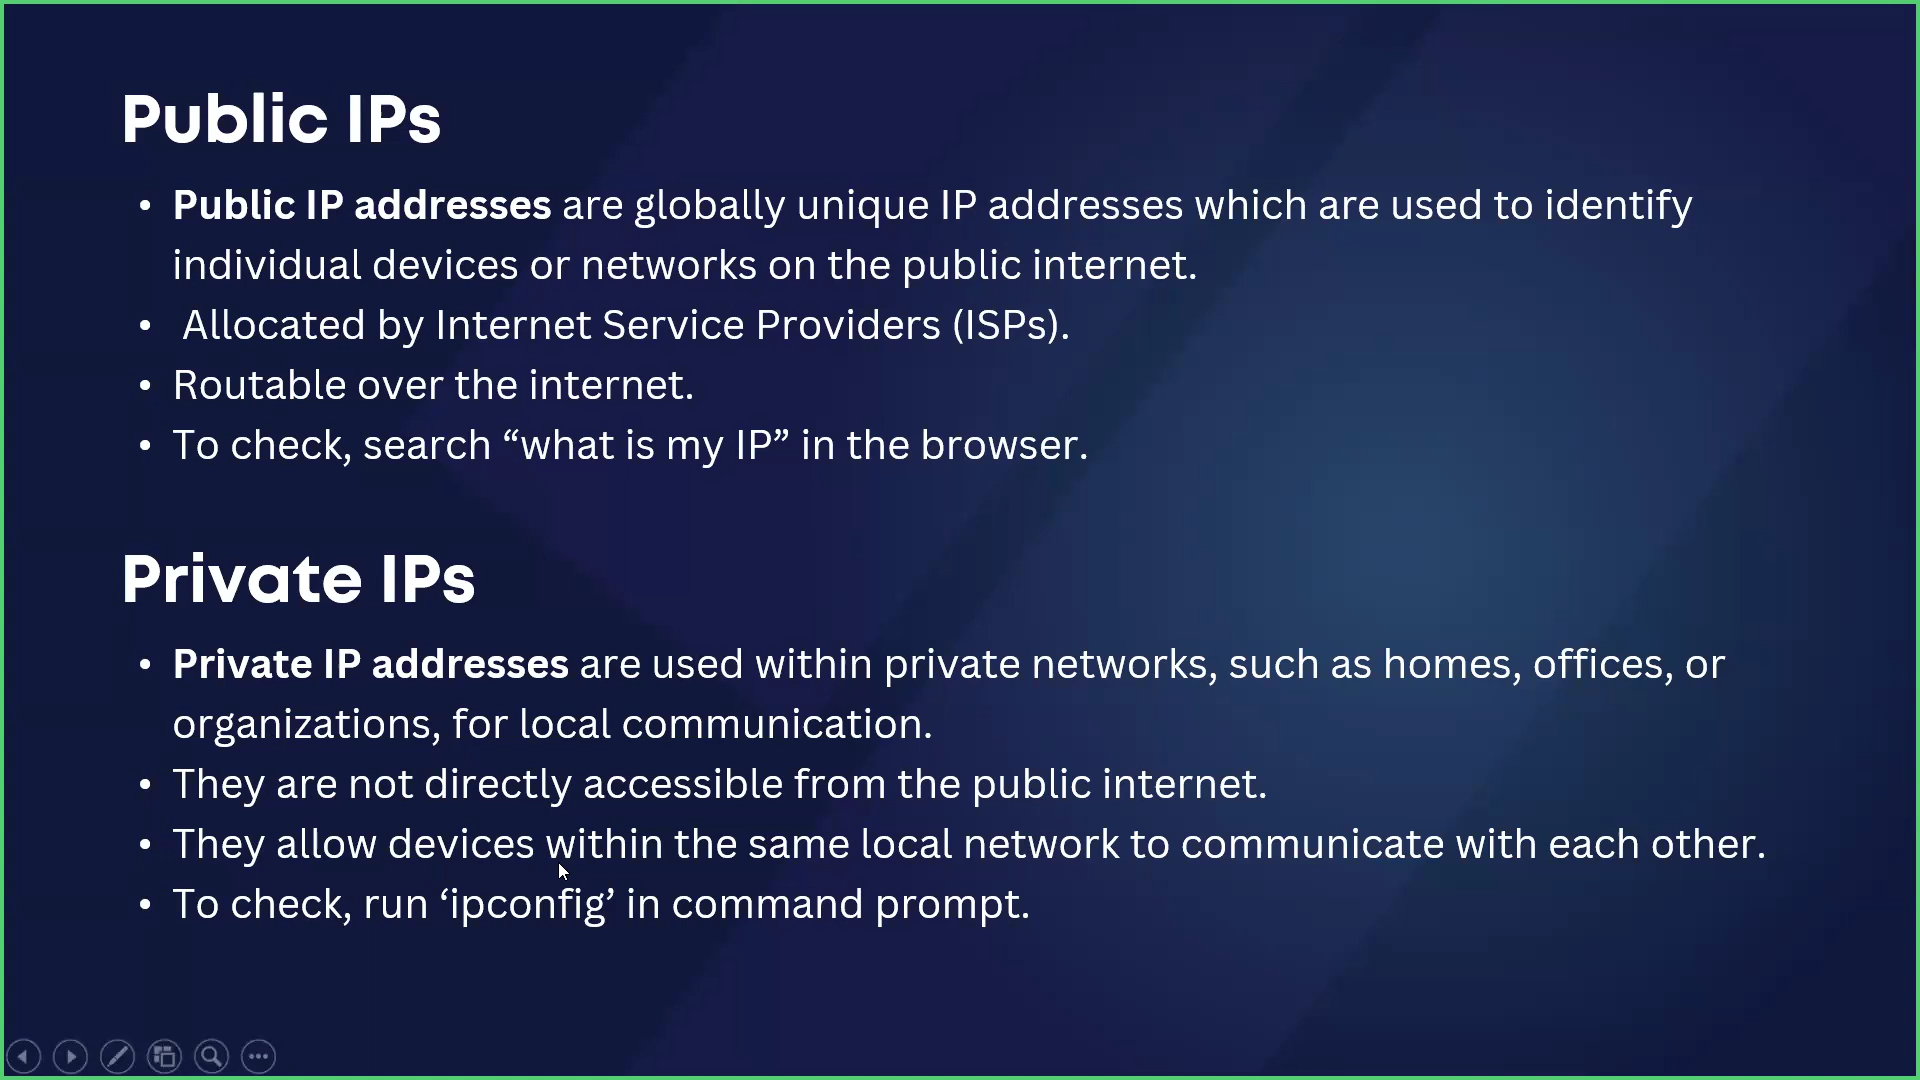 Public IPs
• Public IP addresses are globally unique IP addresses which are used to identify
individual devices or networks on the public internet.
• Allocated by Internet Service Providers (ISPs).
• Routable over the internet.
• To check, search “what is my IP” in the browser.
Private IPs
• Private IP addresses are used within private networks, such as homes, offices, or
organizations, for local communication.
• They are not directly accessible from the public internet.
• They allow devices within the same local network to communicate with each other.
• To check, run ‘ipconfig’ in command prompt.